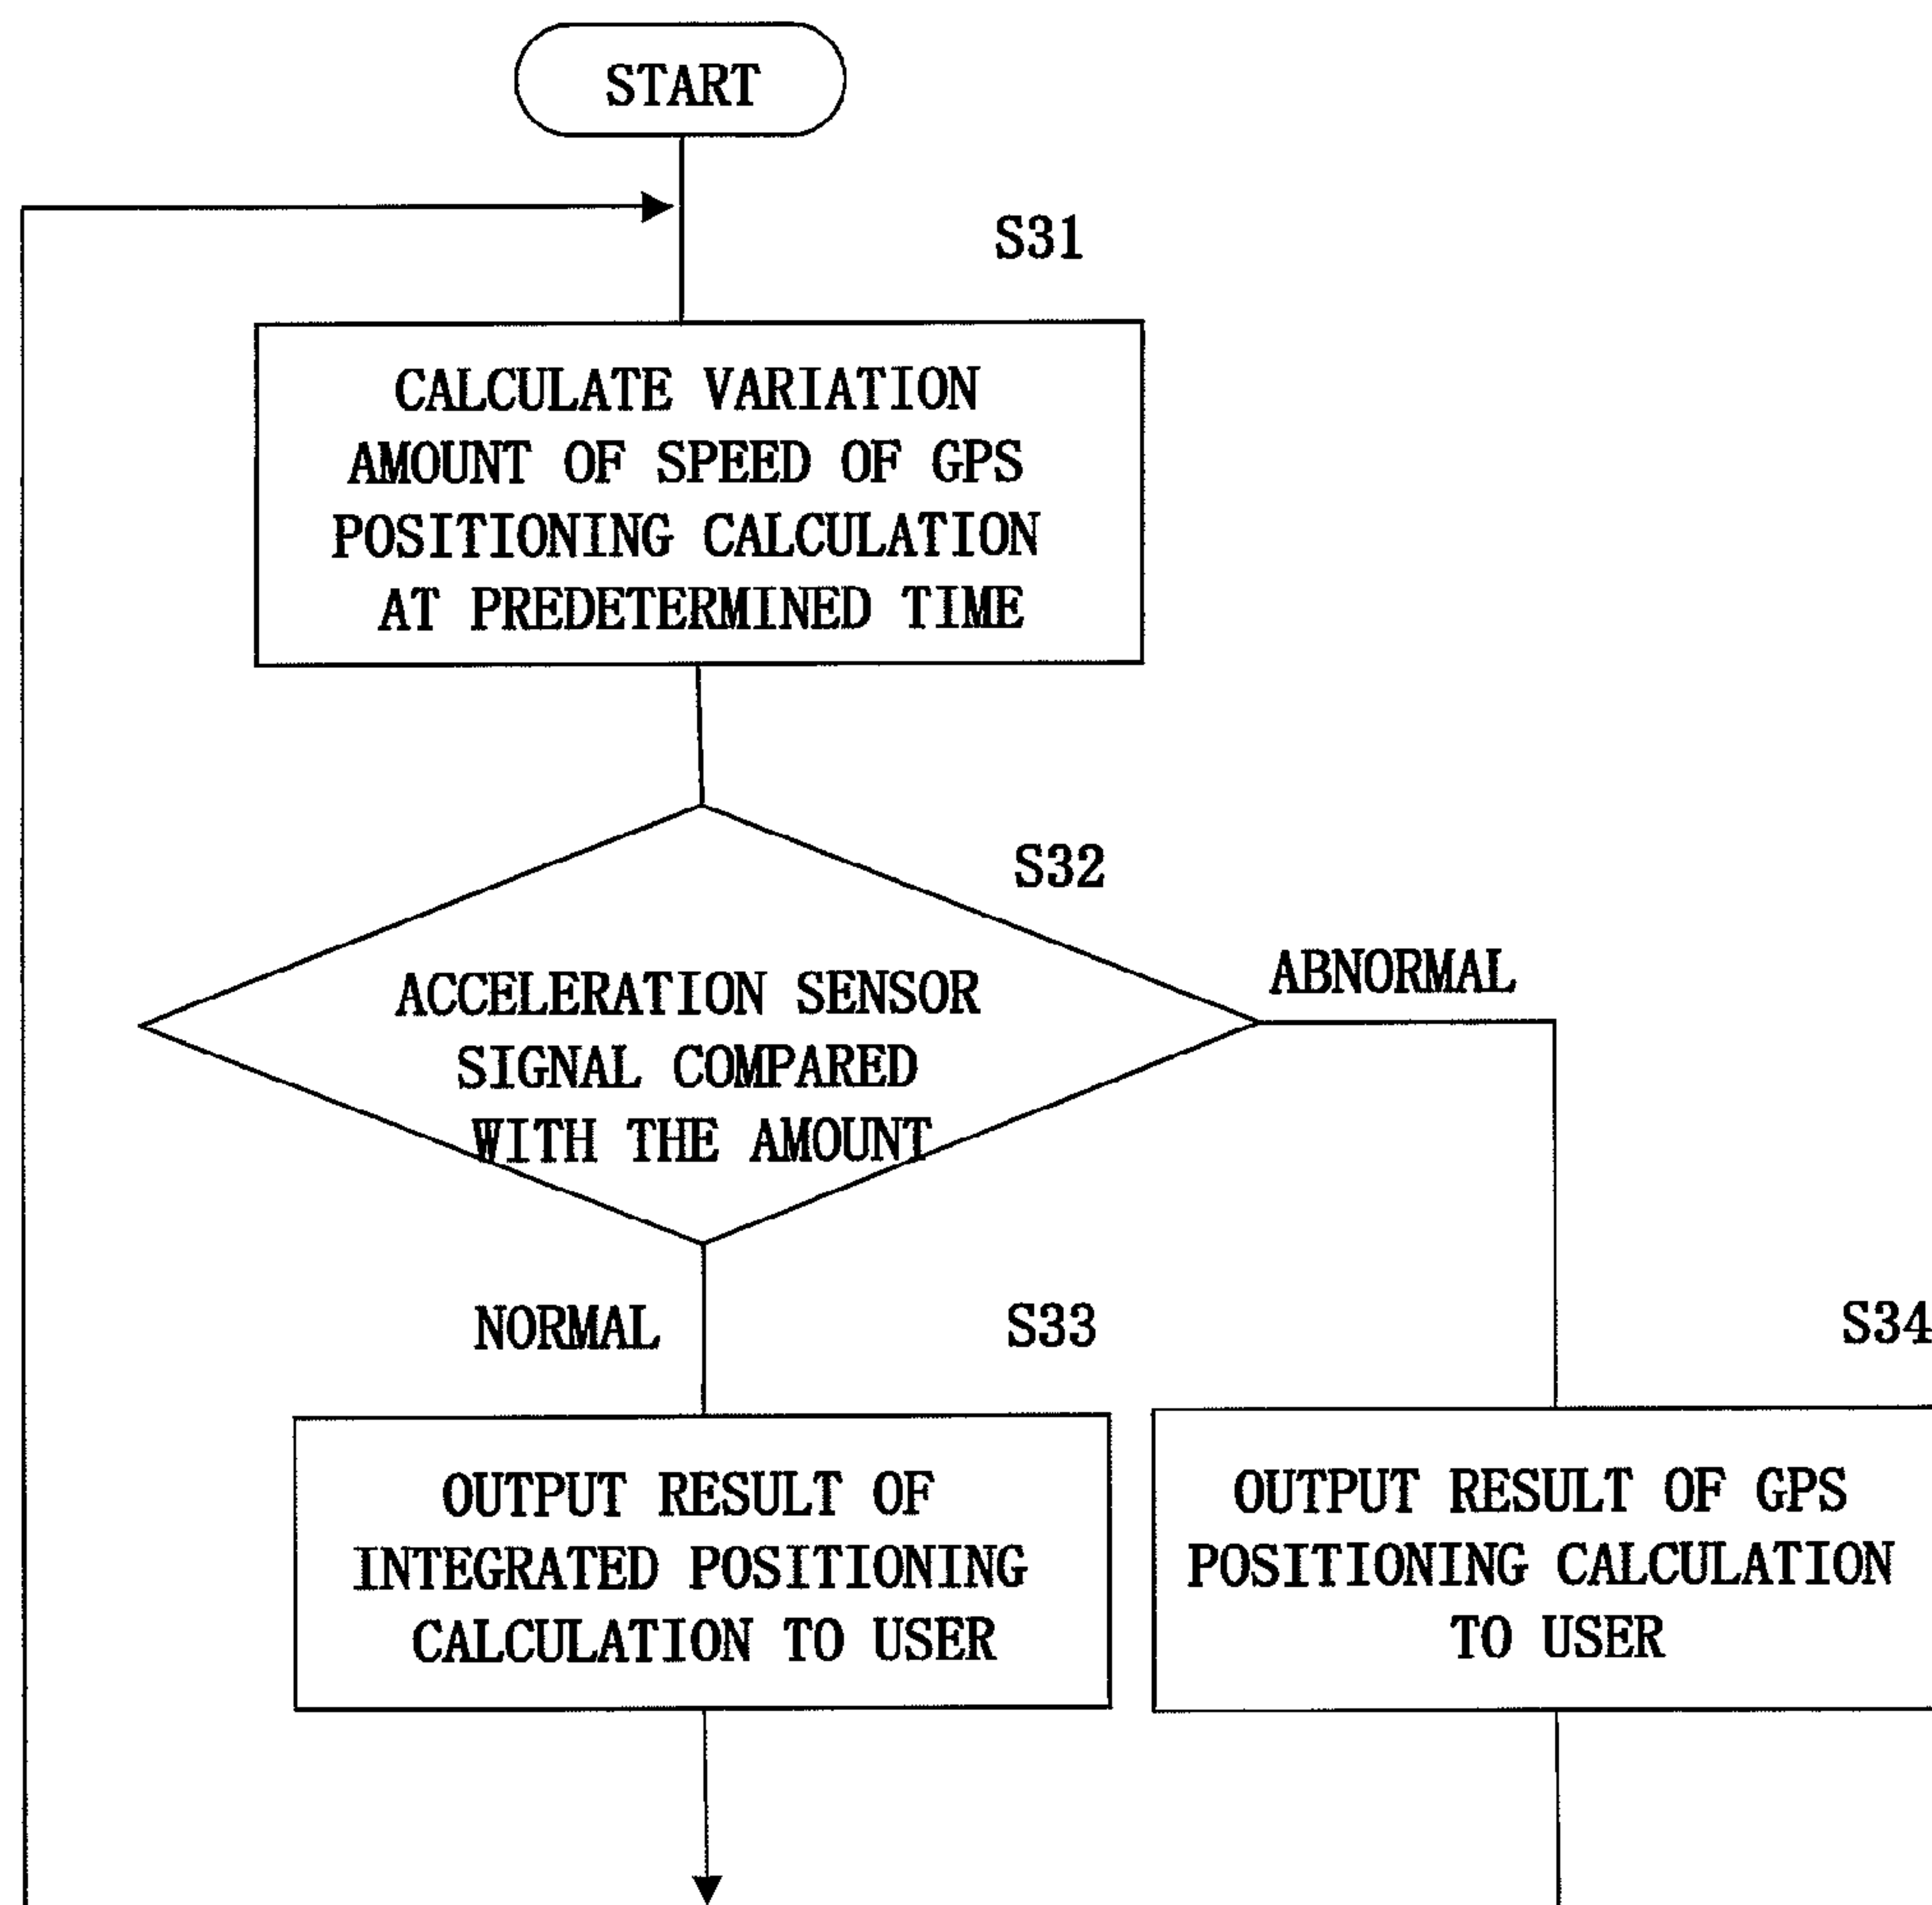 START
S31
CALCULATE VARIATION
AMOUNT OF SPEED OF GPS
POSITIONING CALCULATION
AT PREDETERMINED TIME
S32
ACCELERATION SENSOR
SIGNAL COMPARED
WITH THE AMOUNT
ABNORMAL
NORMAL
S33
S34
OUTPUT RESULT OF
INTEGRATED POSITIONING
CALCULATION TO USER
OUTPUT RESULT OF GPS
POSITIONING CALCULATION
TO USER